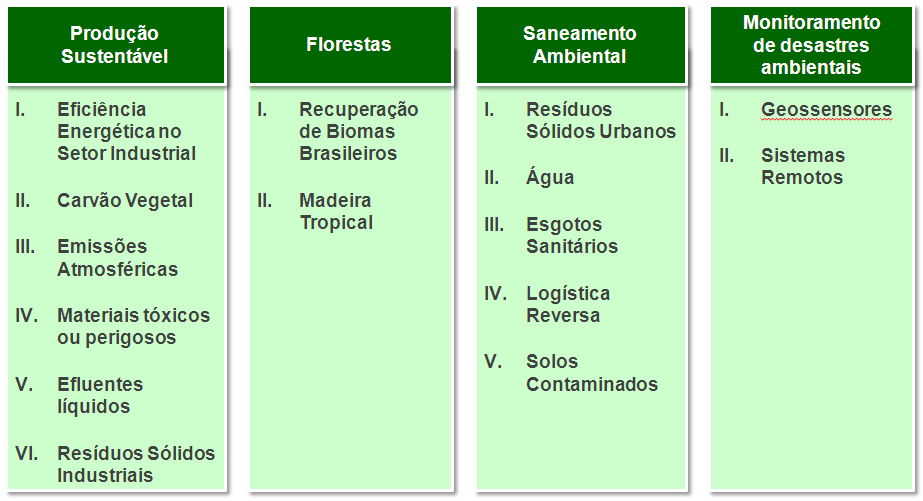 Produção
Sustentável
I. Eficiência
Energética no
Setor Industrial
II. Carvão Vegetal
III. Emissões
Atmosféricas
IV. Materiais tóxicos
ou perigosos
V. Efluentes
líquidos
VI. Resíduos Sólidos
Industriais
Florestas
I. Recuperação
de Biomas
Brasileiros
II. Madeira
Tropical
Saneamento
Ambiental
I. Resíduos
Sólidos Urbanos
II. Água
III. Esgotos
Sanitários
IV. Logística
Reversa
V. Solos
Contaminados
Monitoramento
de desastres
ambientais
I. Geossensores
II. Sistemas
Remotos